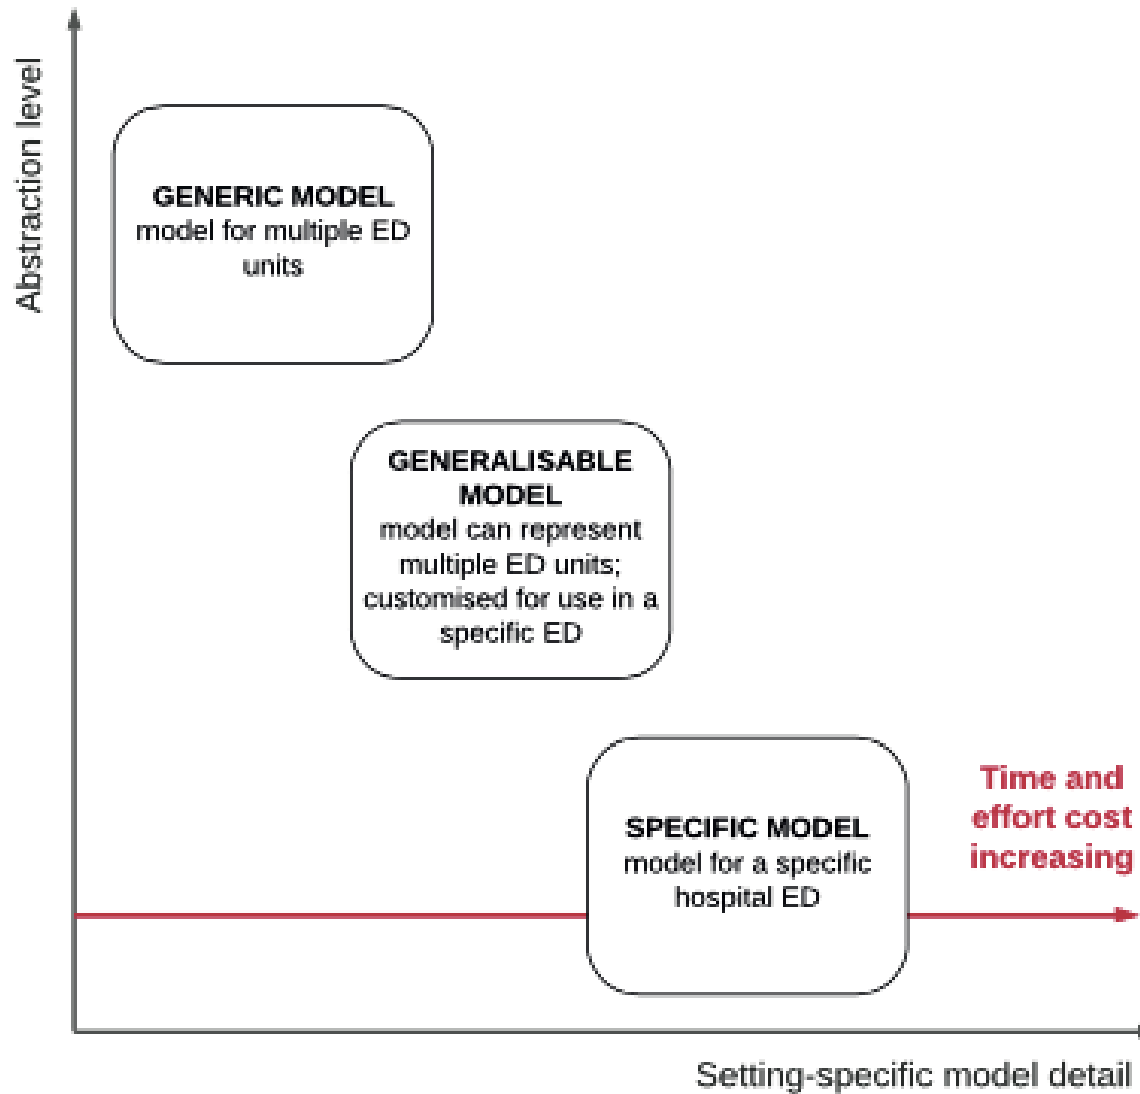 Abstraction level
GENERIC MODEL
model for multiple ED
units
GENERALISABLE
MODEL
model can represent
multiple ED units;
customised for use in a
specific ED
SPECIFIC MODEL
model for a specific
hospital ED
Time and
effort cost
increasing
Setting-specific model detail